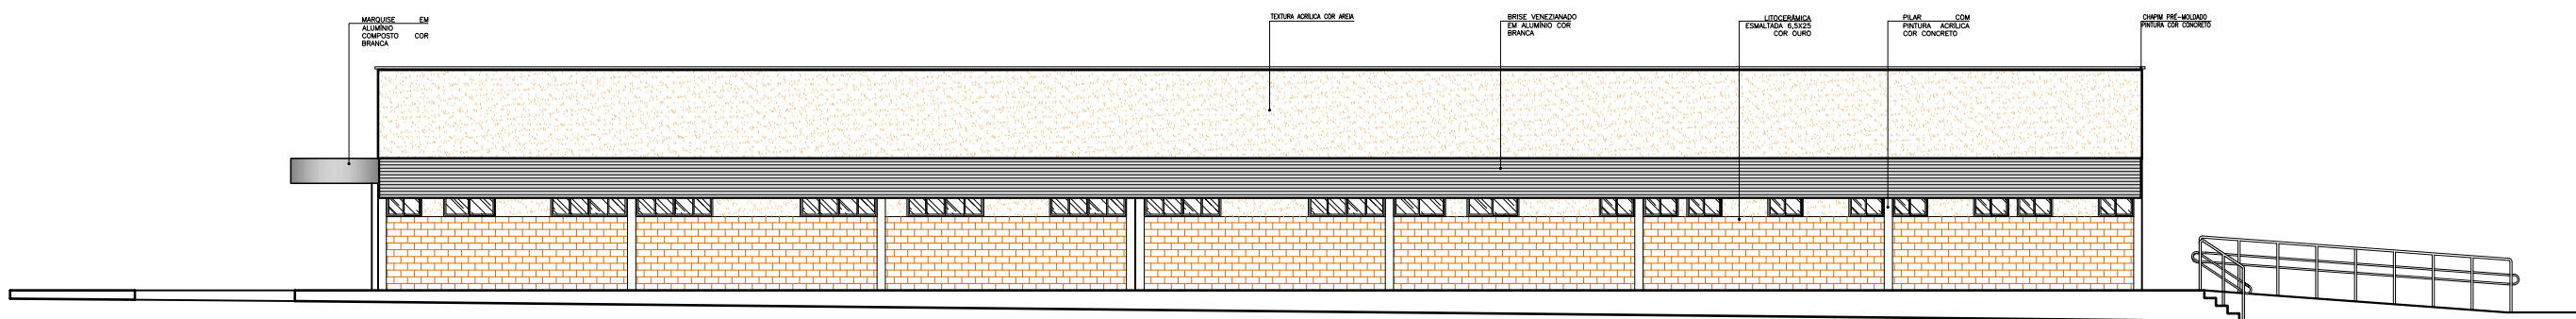 MARQUISE EM
ALUMÍNIO
COMPOSTO COR
BRANCA
TEXTURA ACRÍLICA COR AREIA
BRISE VENEZIANADO
EM ALUMÍNIO COR
BRANCA
LITOCERÂMICA
ESMALTADA 6,5X25
COR OURO
PILAR COM
PINTURA ACRÍLICA
COR CONCRETO
CHAPIM PRÉ-MOLDADO
PINTURA COR CONCRETO